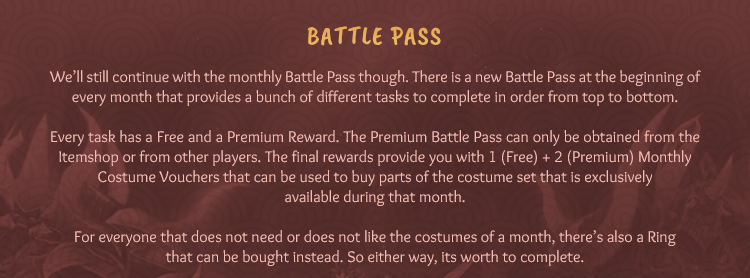 BATTLE PASS
We'll still continue with the monthly Battle Pass though. There is a new Battle Pass at the beginning of
every month that provides a bunch of different tasks to complete in order from top to bottom.
Every task has a Free and a Premium Reward. The Premium Battle Pass can only be obtained from the
Itemshop or from other players. The final rewards provide you with 1 (Free) + 2 (Premium) Monthly
Costume Vouchers that can be used to buy parts of the costume set that is exclusively
available during that month.
For everyone that does not need or does not like the costumes of a month, there's also a Ring
that can be bought instead. So either way, its worth to complete.